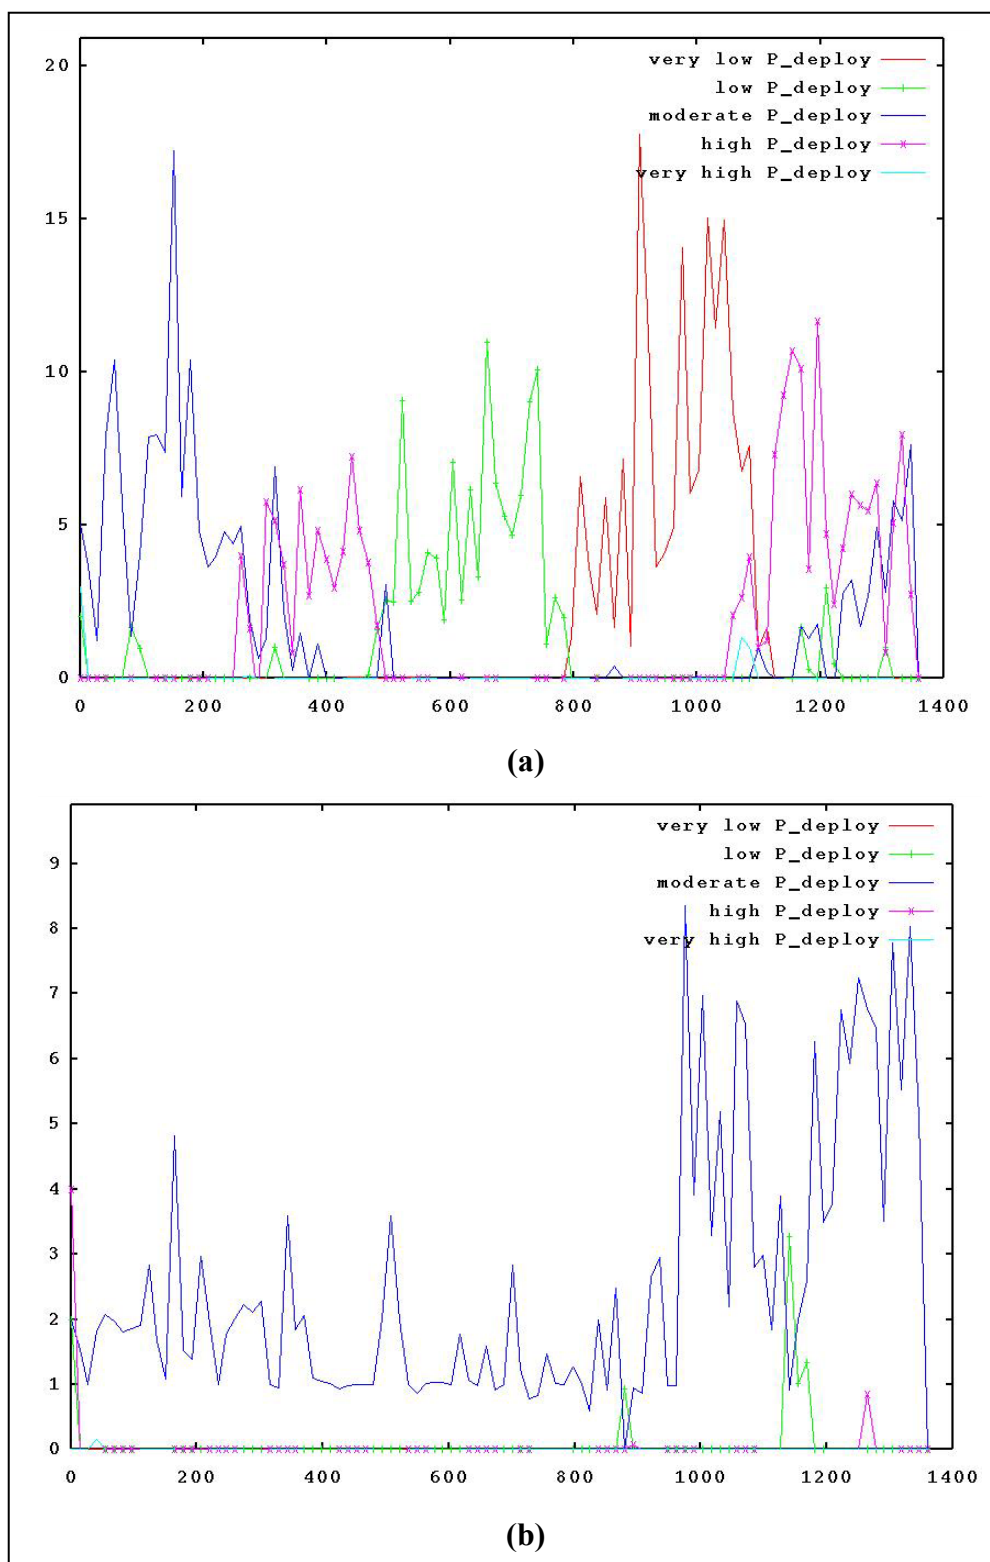 20
15
10
5
0
very low P_deploy
low P_deploy
moderate P_deploy
high P_deploy
very high P_deploy
0 200 400 600 800 1000 1200 1400
(a)
9
8
7
6
5
4
3
2
1
0
very low P_deploy
low P_deploy
moderate P_deploy
high P_deploy
very high P_deploy
0 200 400 600 800 1000 1200 1400
(b)